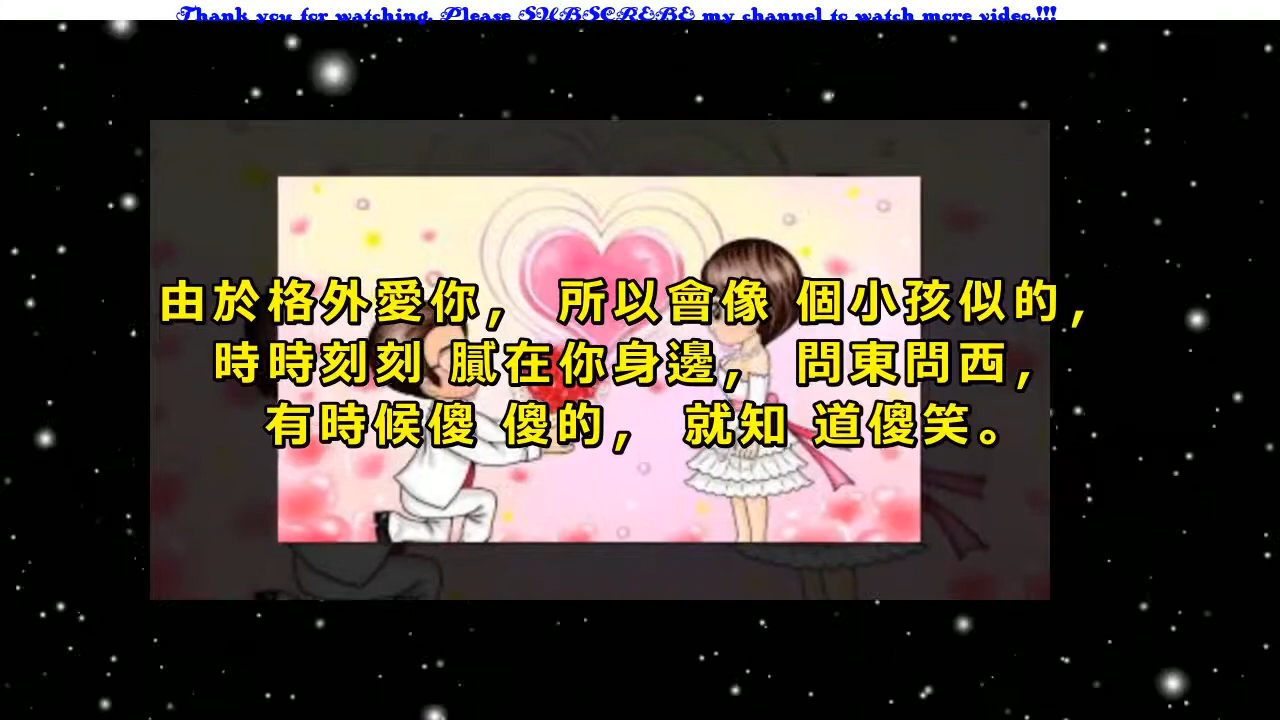 Thank you for watching. Please SUBSCREBE my channel to watch more video.!!!
由於格外愛你， 所以會像 個小孩似的，
時時刻刻 膩在你身邊， 問東問西，
有時候傻 傻的， 就知 道傻笑。